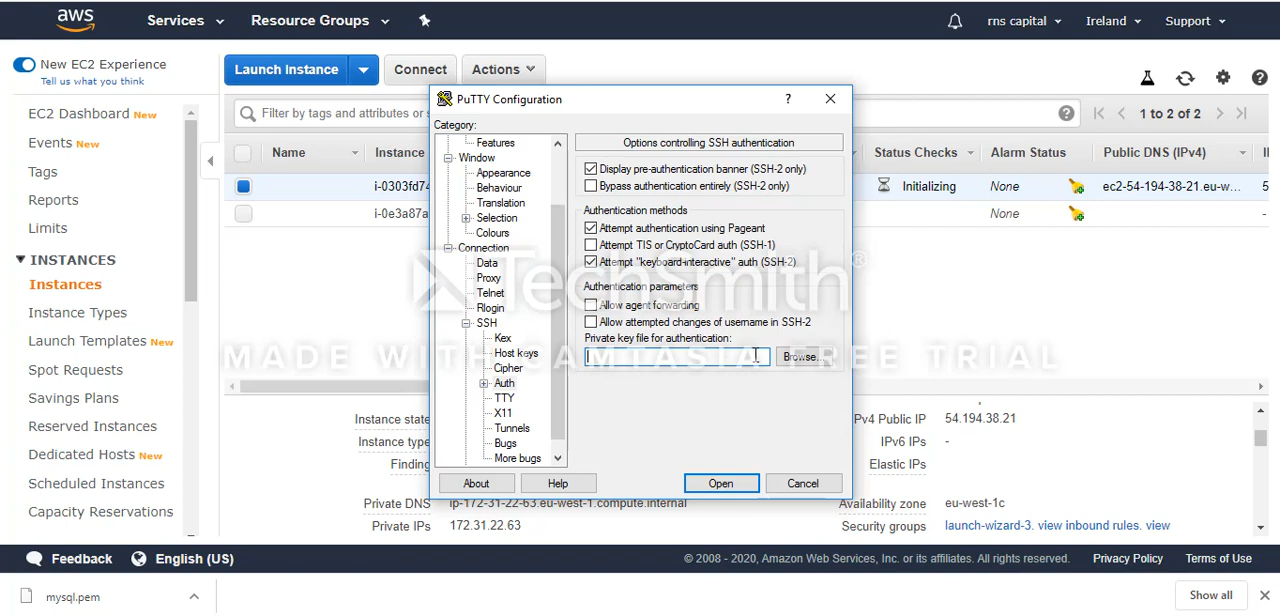 aws
Services
Resource Groups
rns capital
Ireland
Support
New EC2 Experience
Tell us what you think
EC2 Dashboard New
Events New
Tags
Reports
Limits
INSTANCES
Instances
Instance Types
Launch Templates New
Spot Requests
Savings Plans
Reserved Instances
Dedicated Hosts New
Scheduled Instances
Capacity Reservations
Launch Instance
Connect
Actions
Filter by tags and attributes or s
1 to 2 of 2
Name
Instance
Status Checks
Alarm Status
Public DNS (IPv4)
i-0303fd74
Initializing
None
ec2-54-194-38-21.eu-w...
i-0e3a87a
None
-
PuTTY Configuration
?
Category:
Features
Window
Appearance
Behaviour
Translation
Selection
Colours
Connection
Data
Proxy
Telnet
Rlogin
SSH
Kex
Host keys
Cipher
Auth
TTY
X11
Tunnels
Bugs
More bugs
Options controlling SSH authentication
Display pre-authentication banner (SSH-2 only)
Bypass authentication entirely (SSH-2 only)
Authentication methods
Attempt authentication using Pageant
Attempt TIS or CryptoCard auth (SSH-1)
Attempt "keyboard-interactive" auth (SSH-2)
Authentication parameters
Allow agent forwarding
Allow attempted changes of username in SSH-2
Private key file for authentication:
Browse...
About
Help
Open
Cancel
TechSmith®
MADE WITH CAMTASIA FREE TRIAL
Instance state
Instance type
Finding
Private DNS ip-172-31-22-63.eu-west-1.compute.internal
Private IPs 172.31.22.63
IPv4 Public IP 54.194.38.21
IPv6 IPs -
Elastic IPs
Availability zone eu-west-1c
Security groups launch-wizard-3. view inbound rules. view
Feedback
English (US)
© 2008 - 2020, Amazon Web Services, Inc. or its affiliates. All rights reserved.
Privacy Policy
Terms of Use
mysql.pem
Show all